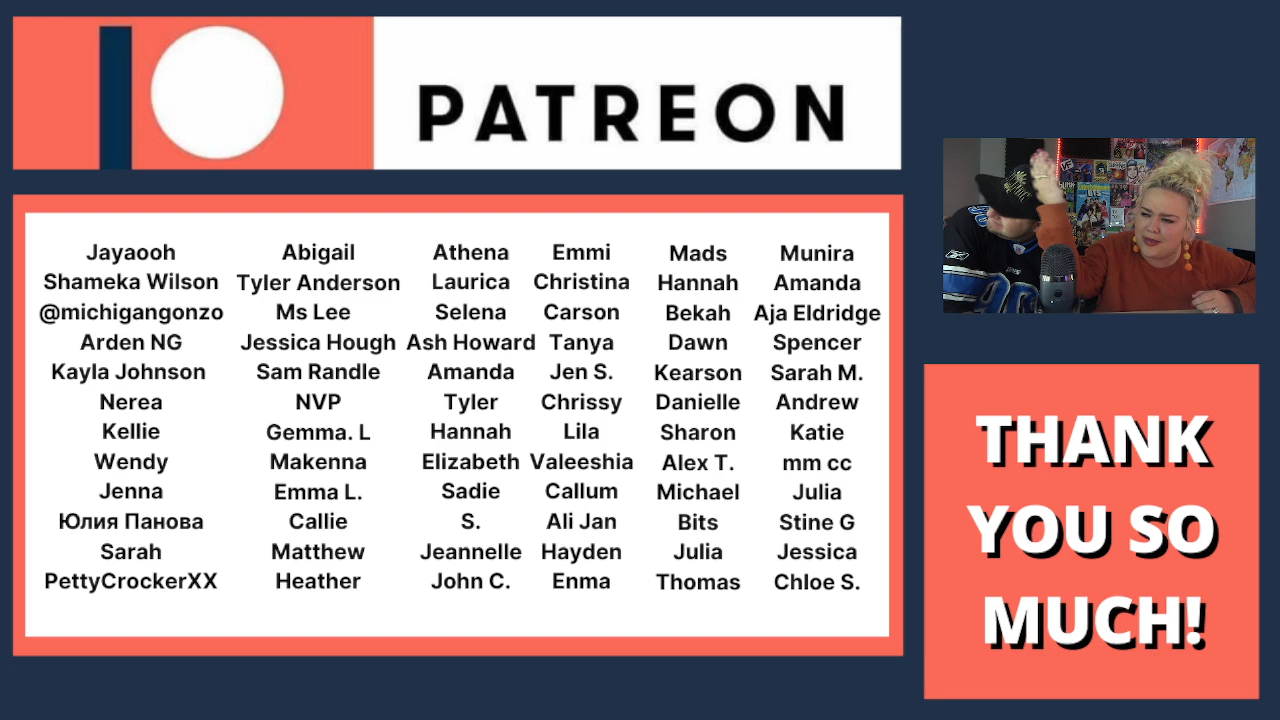 PATREON
Jayaooh
Shameka Wilson
@michigangonzo
Arden NG
Kayla Johnson
Nerea
Kellie
Wendy
Jenna
Юлия Панова
Sarah
PettyCrockerXX
Abigail
Tyler Anderson
Ms Lee
Jessica Hough
Sam Randle
NVP
Gemma. L
Makenna
Emma L.
Callie
Matthew
Heather
Athena
Laurica
Selena
Ash Howard
Amanda
Tyler
Hannah
Elizabeth
Sadie
S.
Jeannelle
John C.
Emmi
Christina
Carson
Tanya
Jen S.
Chrissy
Lila
Valeeshia
Callum
Ali Jan
Hayden
Enma
Mads
Hannah
Bekah
Dawn
Kearson
Danielle
Sharon
Alex T.
Michael
Bits
Julia
Thomas
Munira
Amanda
Aja Eldridge
Spencer
Sarah M.
Andrew
Katie
mm cc
Julia
Stine G
Jessica
Chloe S.
THANK
YOU SO
MUCH!